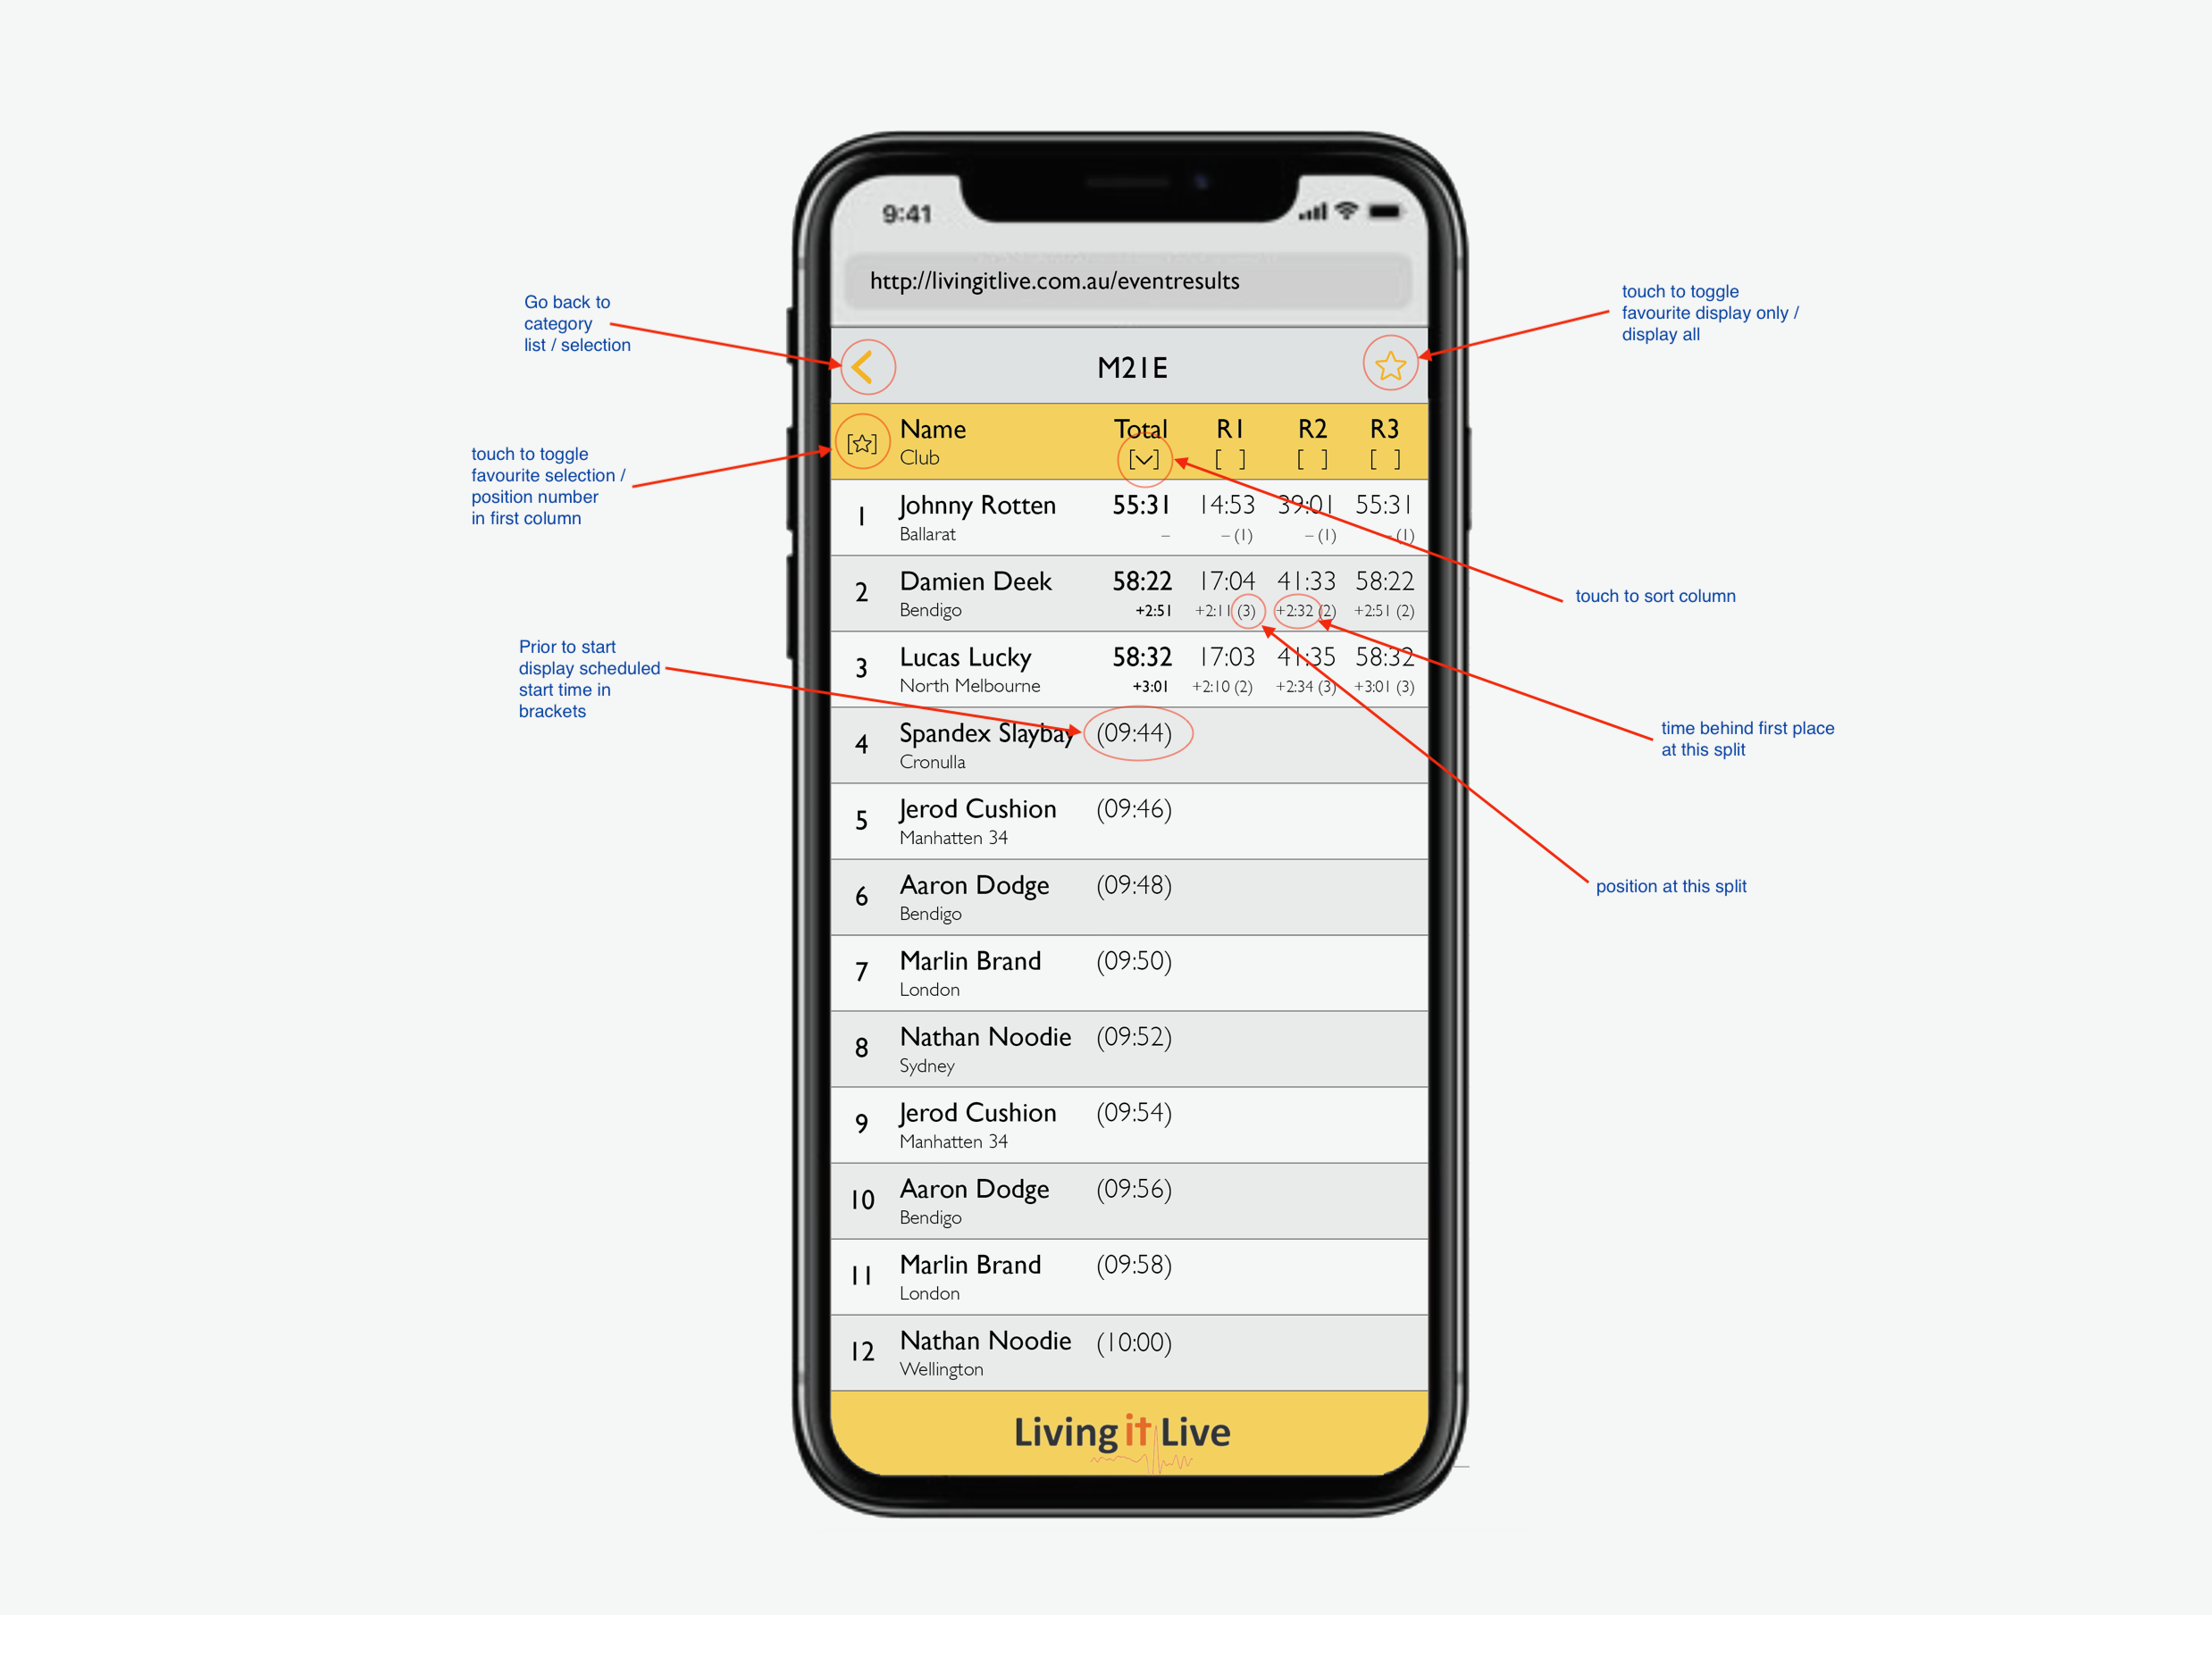 9:41
http://livingitlive.com.au/eventresults
Go back to
category
list / selection
touch to toggle
favourite display only /
display all
M21E
touch to toggle
favourite selection /
position number
in first column
Name Total R1 R2 R3
Club [ ] [ ] [ ] [ ]
1 Johnny Rotten 55:31 14:53 39:01 55:31
Ballarat – – (1) – (1) – (1)
2 Damien Deek 58:22 17:04 41:33 58:22
Bendigo +2:51 +2:11 (3) +2:32 (2) +2:51 (2)
touch to sort column
3 Lucas Lucky 58:32 17:03 41:35 58:32
North Melbourne +3:01 +2:10 (2) +2:34 (3) +3:01 (3)
Prior to start
display scheduled
start time in
brackets
4 Spandex Slaybay (09:44)
Cronulla
time behind first place
at this split
5 Jerod Cushion (09:46)
Manhatten 34
6 Aaron Dodge (09:48)
Bendigo
position at this split
7 Marlin Brand (09:50)
London
8 Nathan Noodie (09:52)
Sydney
9 Jerod Cushion (09:54)
Manhatten 34
10 Aaron Dodge (09:56)
Bendigo
11 Marlin Brand (09:58)
London
12 Nathan Noodie (10:00)
Wellington
Living it Live